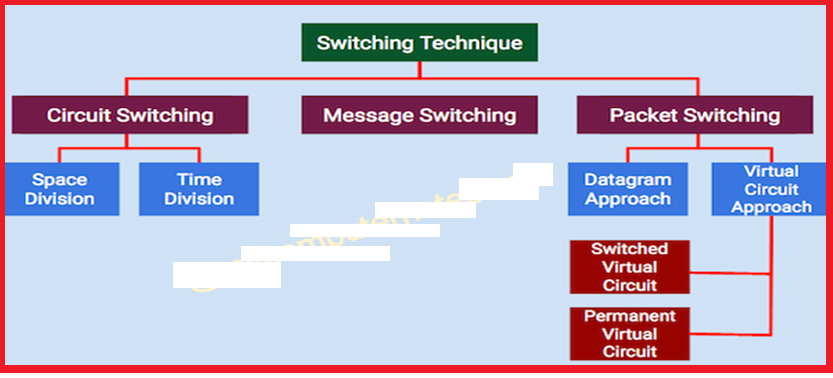 Switching Technique
Circuit Switching
Message Switching
Packet Switching
Space
Division
Time
Division
Datagram
Approach
Virtual
Circuit
Approach
Switched
Virtual
Circuit
Permanent
Virtual
Circuit